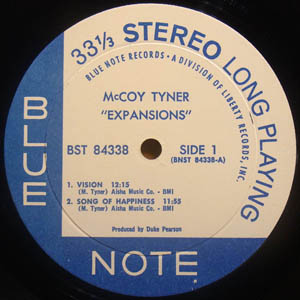 33⅓ STEREO LONG PLAYING
BLUE NOTE RECORDS • A DIVISION OF LIBERTY RECORDS, INC.
McCOY TYNER
"EXPANSIONS"
BST 84338
SIDE 1
(BNST 84338-A)
1. VISION 12:15
(M. Tyner) Aisha Music Co. - BMI
2. SONG OF HAPPINESS 11:55
(M. Tyner) Aisha Music Co. - BMI
Produced by Duke Pearson
BLUE
NOTE